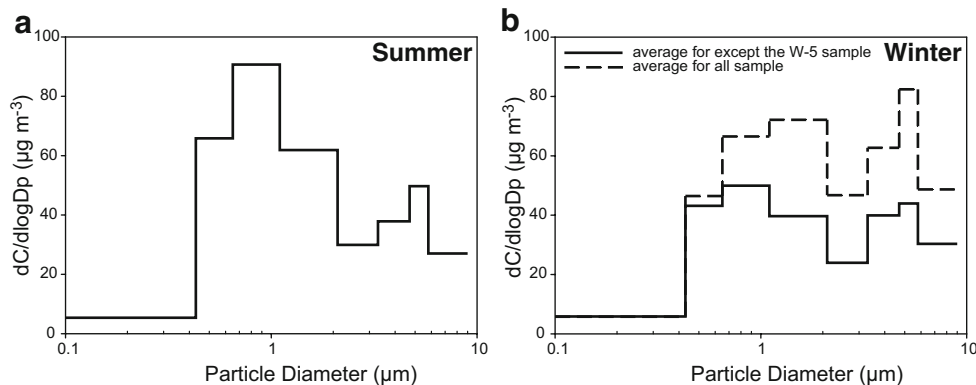 a
Summer
100
80
60
40
20
0
0.1
1
10
dC/dlogDp (µg m⁻³)
Particle Diameter (µm)
b
Winter
average for except the W-5 sample
average for all sample
100
80
60
40
20
0
0.1
1
10
dC/dlogDp (µg m⁻³)
Particle Diameter (µm)